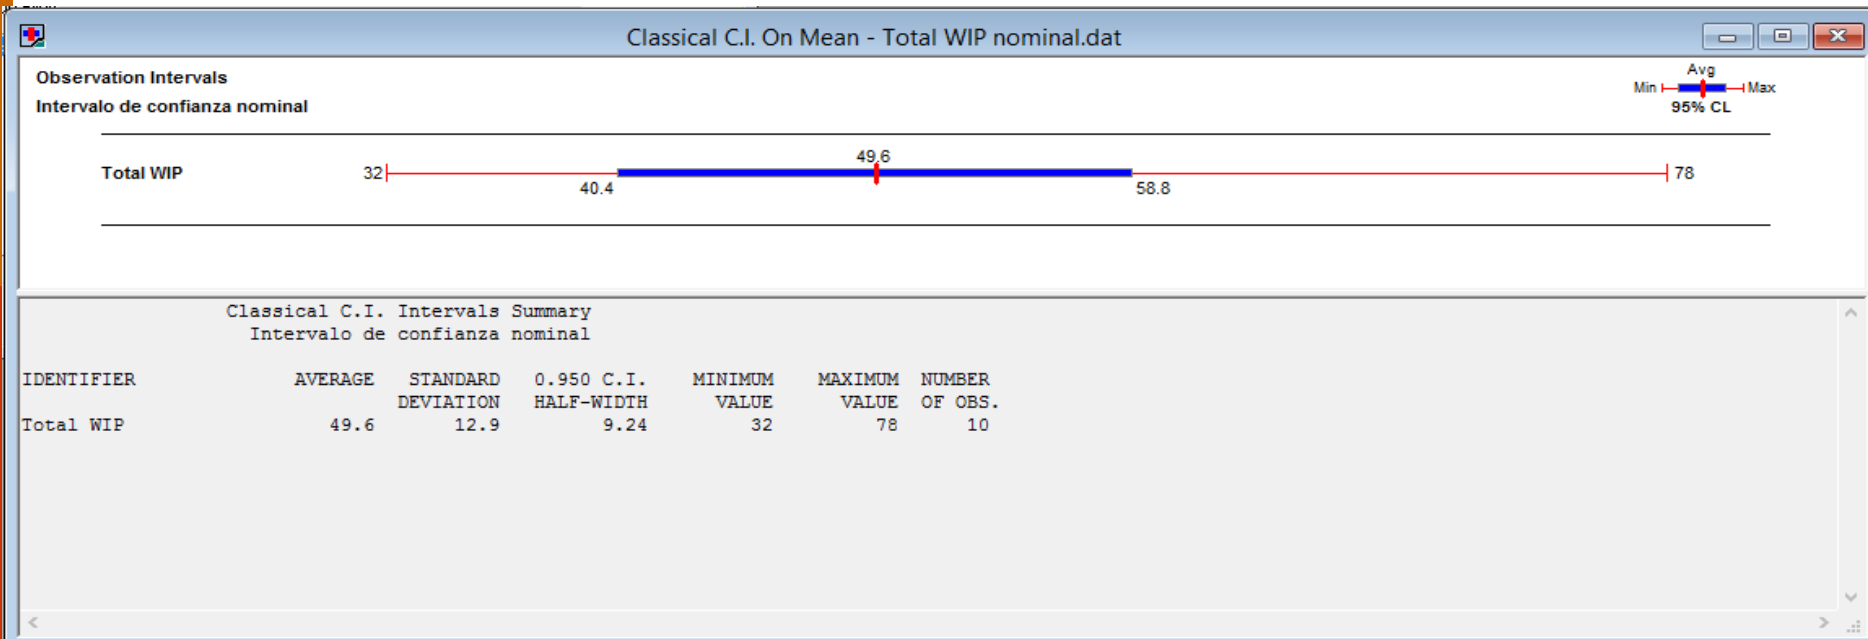 Classical C.I. On Mean - Total WIP nominal.dat
Observation Intervals
Intervalo de confianza nominal
Avg
Min Max
95% CL
Total WIP 32 40.4 49.6 58.8 78
Classical C.I. Intervals Summary
Intervalo de confianza nominal
IDENTIFIER AVERAGE STANDARD 0.950 C.I. MINIMUM MAXIMUM NUMBER
DEVIATION HALF-WIDTH VALUE VALUE OF OBS.
Total WIP 49.6 12.9 9.24 32 78 10